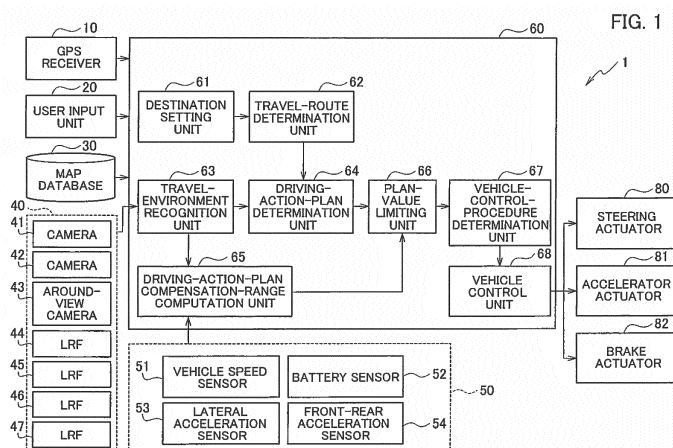 FIG. 1
10
GPS
RECEIVER
20
USER INPUT
UNIT
30
MAP
DATABASE
40
41
CAMERA
42
CAMERA
43
AROUND-
VIEW
CAMERA
44
LRF
45
LRF
46
LRF
47
LRF
60
1
61
DESTINATION
SETTING
UNIT
62
TRAVEL-ROUTE
DETERMINATION
UNIT
63
TRAVEL-
ENVIRONMENT
RECOGNITION
UNIT
64
DRIVING-
ACTION-PLAN
DETERMINATION
UNIT
66
PLAN-
VALUE
LIMITING
UNIT
67
VEHICLE-
CONTROL-
PROCEDURE
DETERMINATION
UNIT
65
DRIVING-ACTION-PLAN
COMPENSATION-RANGE
COMPUTATION UNIT
68
VEHICLE
CONTROL
UNIT
80
STEERING
ACTUATOR
81
ACCELERATOR
ACTUATOR
82
BRAKE
ACTUATOR
51
VEHICLE SPEED
SENSOR
BATTERY SENSOR
52
50
53
LATERAL
ACCELERATION
SENSOR
FRONT-REAR
ACCELERATION
SENSOR
54